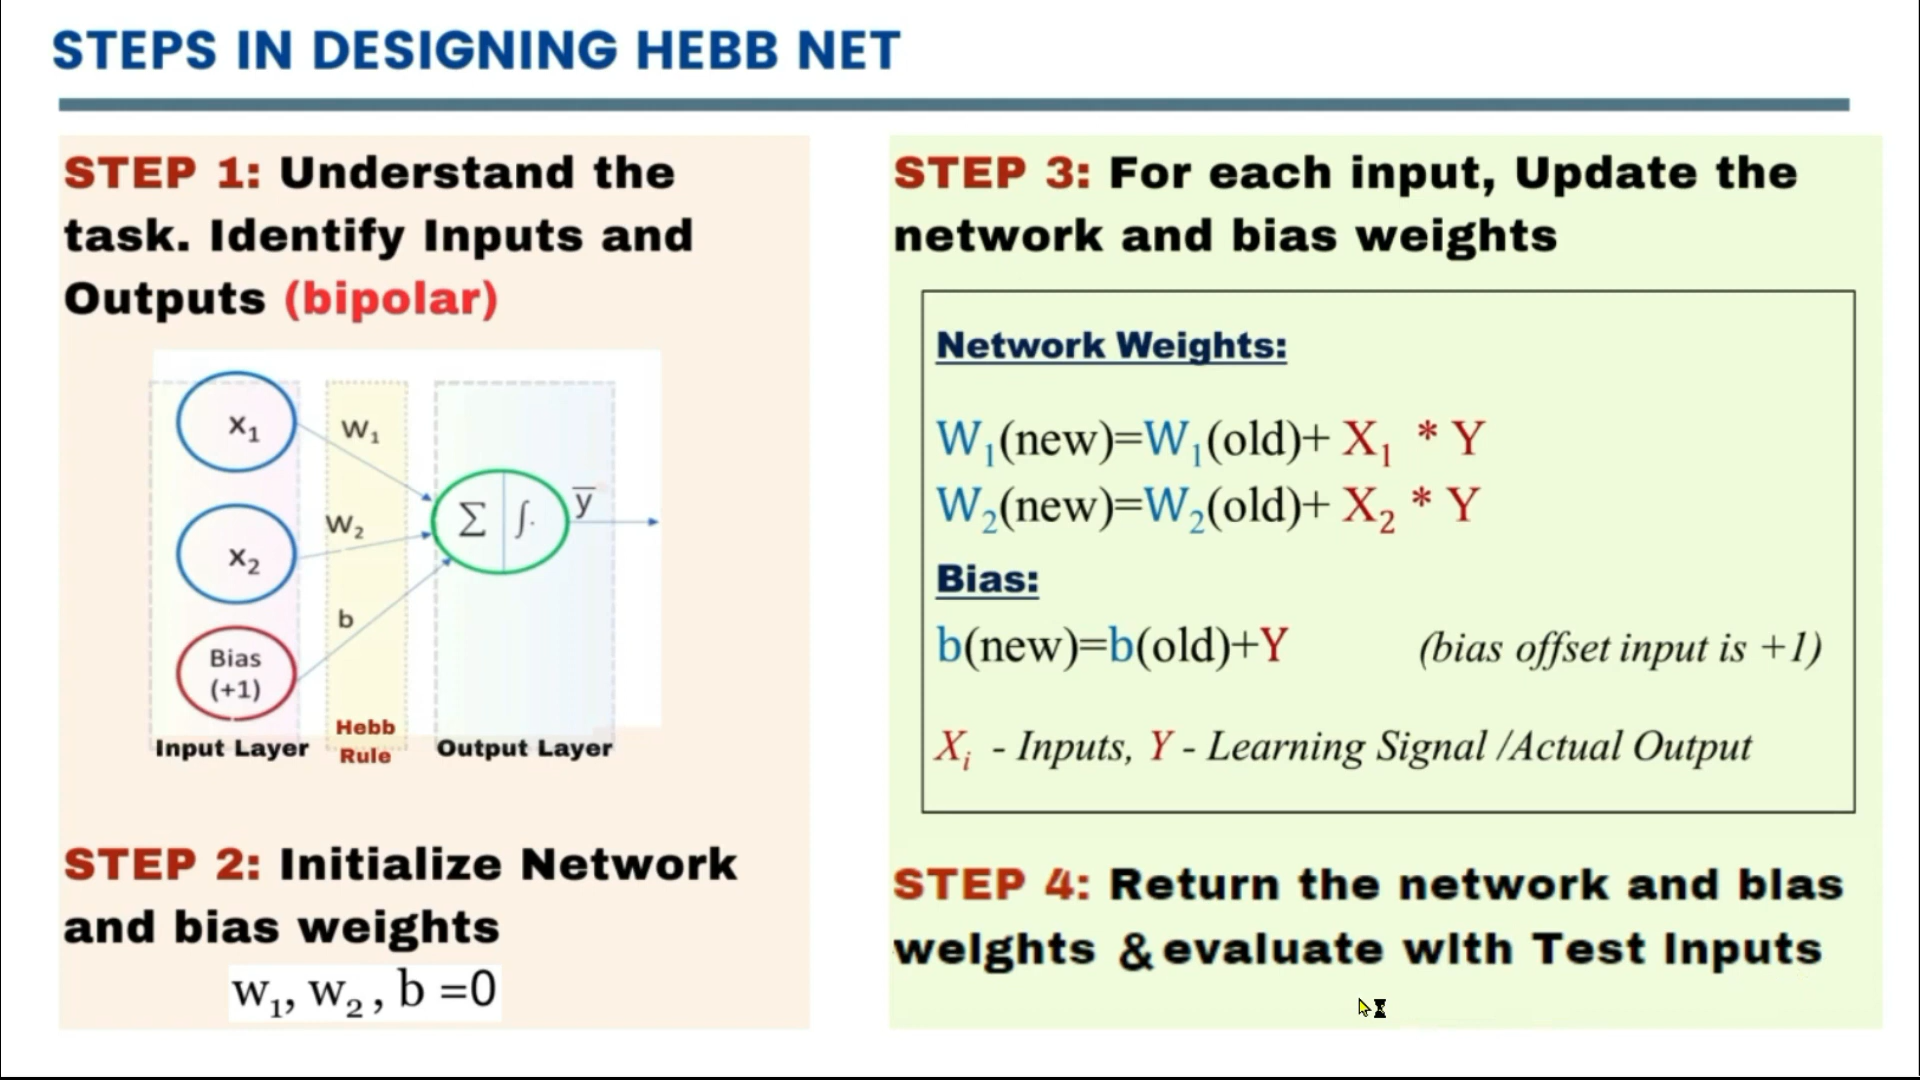 STEPS IN DESIGNING HEBB NET
STEP 1: Understand the
task. Identify Inputs and
Outputs (bipolar)
X₁
W₁
X₂
W₂
Bias
(+1)
b
∑ ∫·
y̅
Input Layer
Hebb
Rule
Output Layer
STEP 2: Initialize Network
and bias weights
w₁, w₂, b =0
STEP 3: For each input, Update the
network and bias weights
Network Weights:
W₁(new)=W₁(old)+ X₁ * Y
W₂(new)=W₂(old)+ X₂ * Y
Bias:
b(new)=b(old)+Y (bias offset input is +1)
Xᵢ - Inputs, Y - Learning Signal /Actual Output
STEP 4: Return the network and bIas
weIghts & evaluate wIth Test Inputs